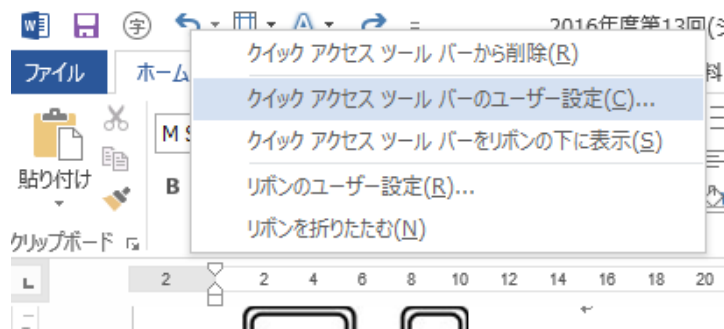 字 A 2016年度第13回(シ
ファイル ホーム
クイック アクセス ツール バーから削除(R)
クイック アクセス ツール バーのユーザー設定(C)...
クイック アクセス ツール バーをリボンの下に表示(S)
リボンのユーザー設定(R)...
リボンを折りたたむ(N)
M S
B
貼り付け
クリップボード
L 2 2 4 6 8 10 12 14 16 18 20